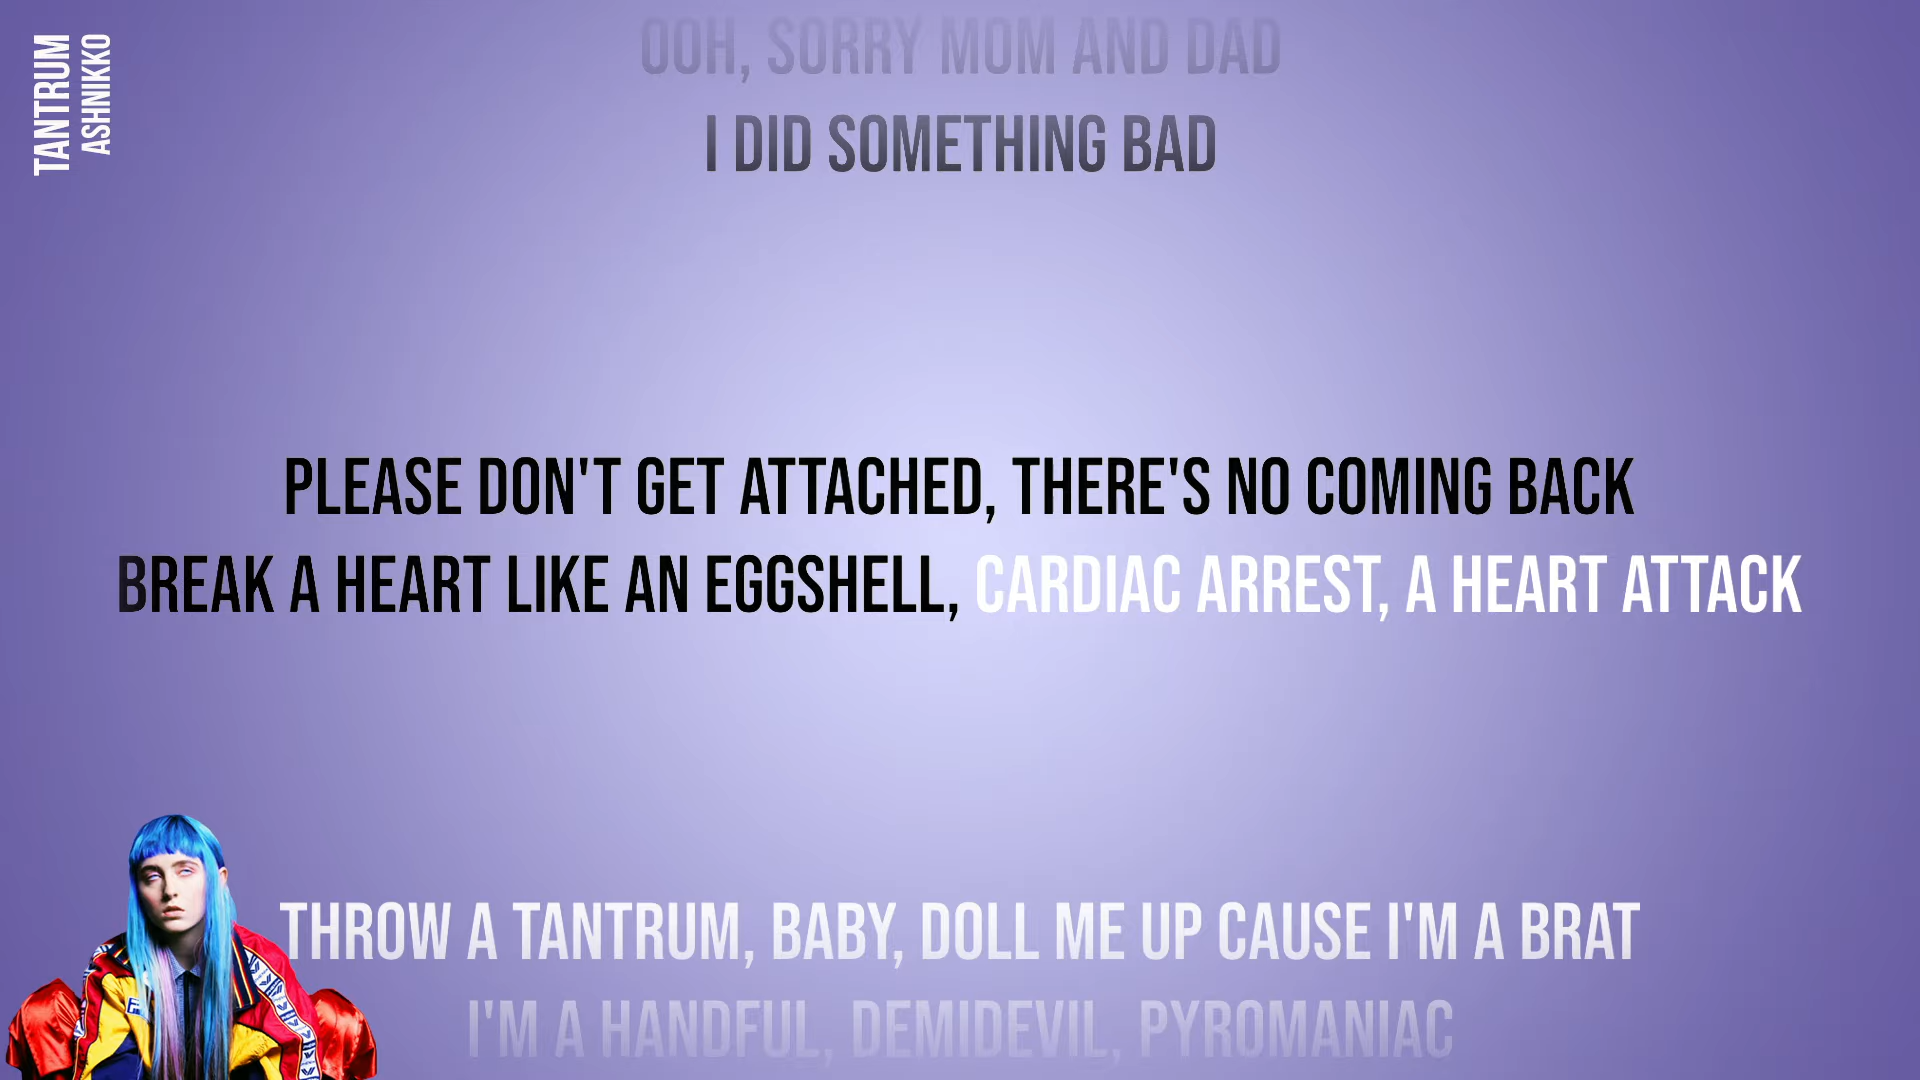 TANTRUM
ASHNIKKO
OOH, SORRY MOM AND DAD
I DID SOMETHING BAD
PLEASE DON'T GET ATTACHED, THERE'S NO COMING BACK
BREAK A HEART LIKE AN EGGSHELL, CARDIAC ARREST, A HEART ATTACK
THROW A TANTRUM, BABY, DOLL ME UP CAUSE I'M A BRAT
I'M A HANDFUL, DEMIDEVIL, PYROMANIAC